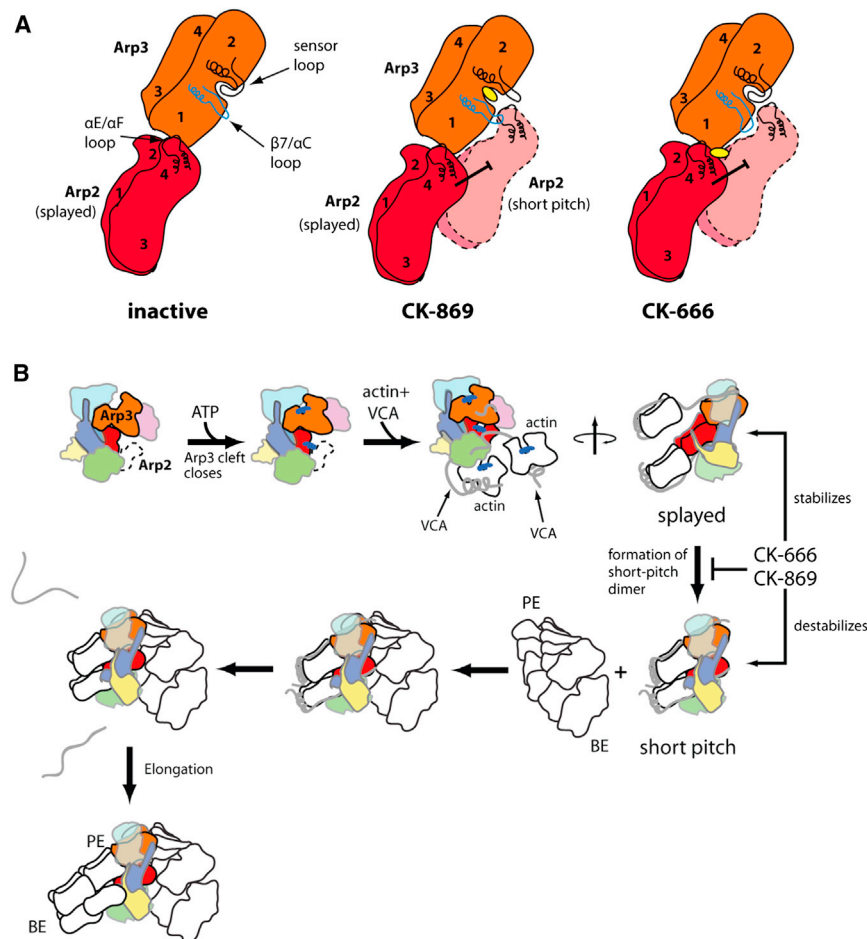 A
Arp3
4
2
3
1
sensor
loop
αE/αF
loop
β7/αC
loop
2
4
1
3
Arp2
(splayed)
inactive
Arp3
4
2
3
1
2
4
1
3
Arp2
(splayed)
Arp2
(short pitch)
CK-869
4
2
3
1
2
4
1
3
CK-666
B
Arp3
Arp2
ATP
Arp3 cleft
closes
actin+
VCA
actin
actin
VCA
VCA
splayed
stabilizes
formation of
short-pitch
dimer
CK-666
CK-869
destabilizes
PE
+
BE
short pitch
Elongation
PE
BE